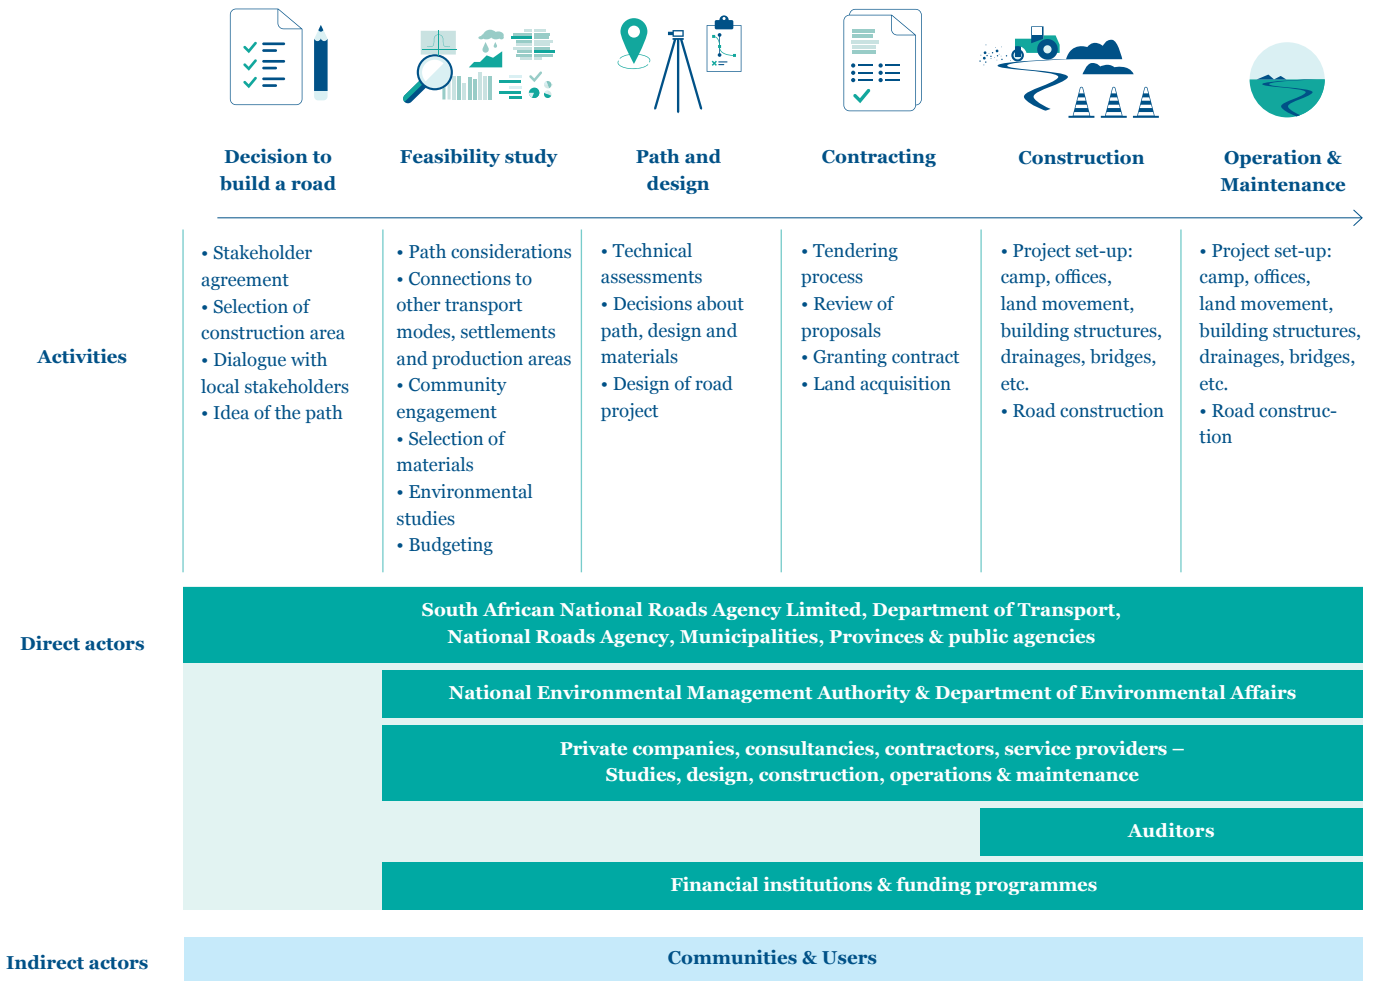 Decision to
build a road
Feasibility study
Path and
design
Contracting
Construction
Operation &
Maintenance
Activities
• Stakeholder
agreement
• Selection of
construction area
• Dialogue with
local stakeholders
• Idea of the path
• Path considerations
• Connections to
other transport
modes, settlements
and production areas
• Community
engagement
• Selection of
materials
• Environmental
studies
• Budgeting
• Technical
assessments
• Decisions about
path, design and
materials
• Design of road
project
• Tendering
process
• Review of
proposals
• Granting contract
• Land acquisition
• Project set-up:
camp, offices,
land movement,
building structures,
drainages, bridges,
etc.
• Road construction
• Project set-up:
camp, offices,
land movement,
building structures,
drainages, bridges,
etc.
• Road construc-
tion
Direct actors
South African National Roads Agency Limited, Department of Transport,
National Roads Agency, Municipalities, Provinces & public agencies
National Environmental Management Authority & Department of Environmental Affairs
Private companies, consultancies, contractors, service providers –
Studies, design, construction, operations & maintenance
Auditors
Financial institutions & funding programmes
Indirect actors
Communities & Users